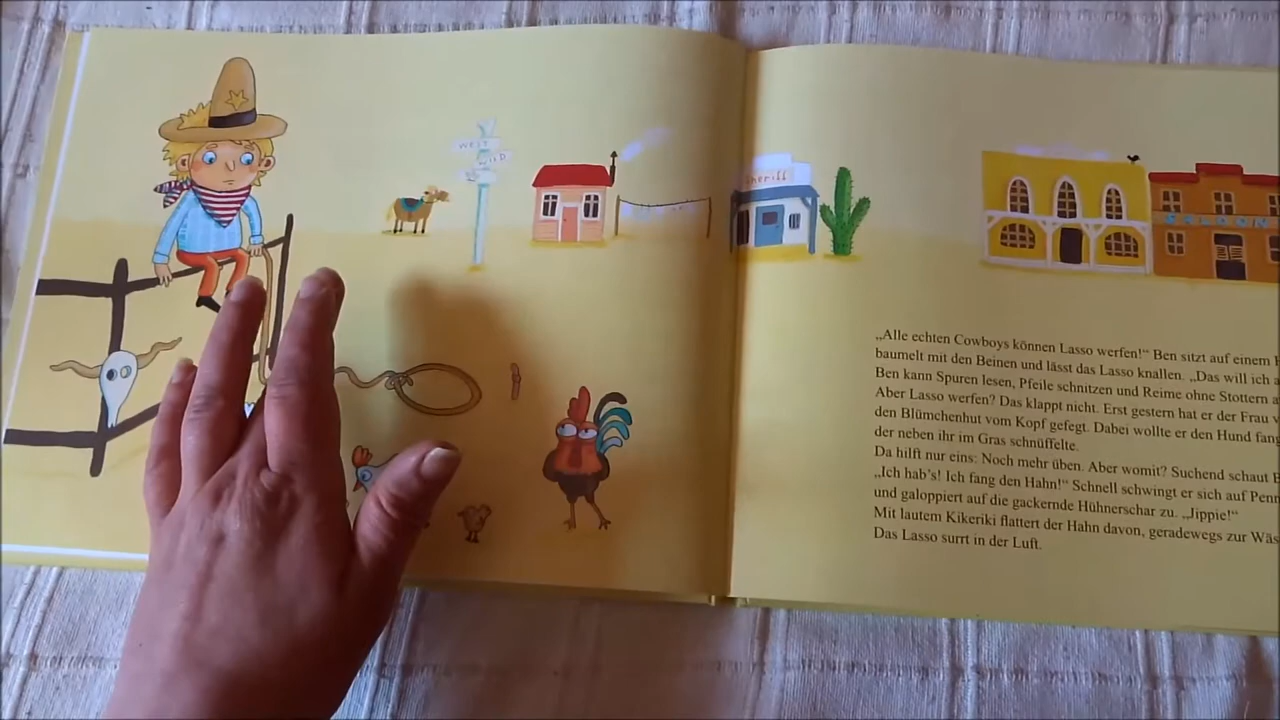 WEST
WILD
Sheriff
SALOON
„Alle echten Cowboys können Lasso werfen!“ Ben sitzt auf einem
baumelt mit den Beinen und lässt das Lasso knallen. „Das will ich
Ben kann Spuren lesen, Pfeile schnitzen und Reime ohne Stottern
Aber Lasso werfen? Das klappt nicht. Erst gestern hat er der Frau
den Blümchenhut vom Kopf gefegt. Dabei wollte er den Hund
der neben ihr im Gras schnüffelte.
Da hilft nur eins: Noch mehr üben. Aber womit? Suchend schaut
„Ich hab’s! Ich fang den Hahn!“ Schnell schwingt er sich auf
und galoppiert auf die gackernde Hühnerschar zu. „Jippie!“
Mit lautem Kikeriki flattert der Hahn davon, geradewegs zur
Das Lasso surrt in der Luft.